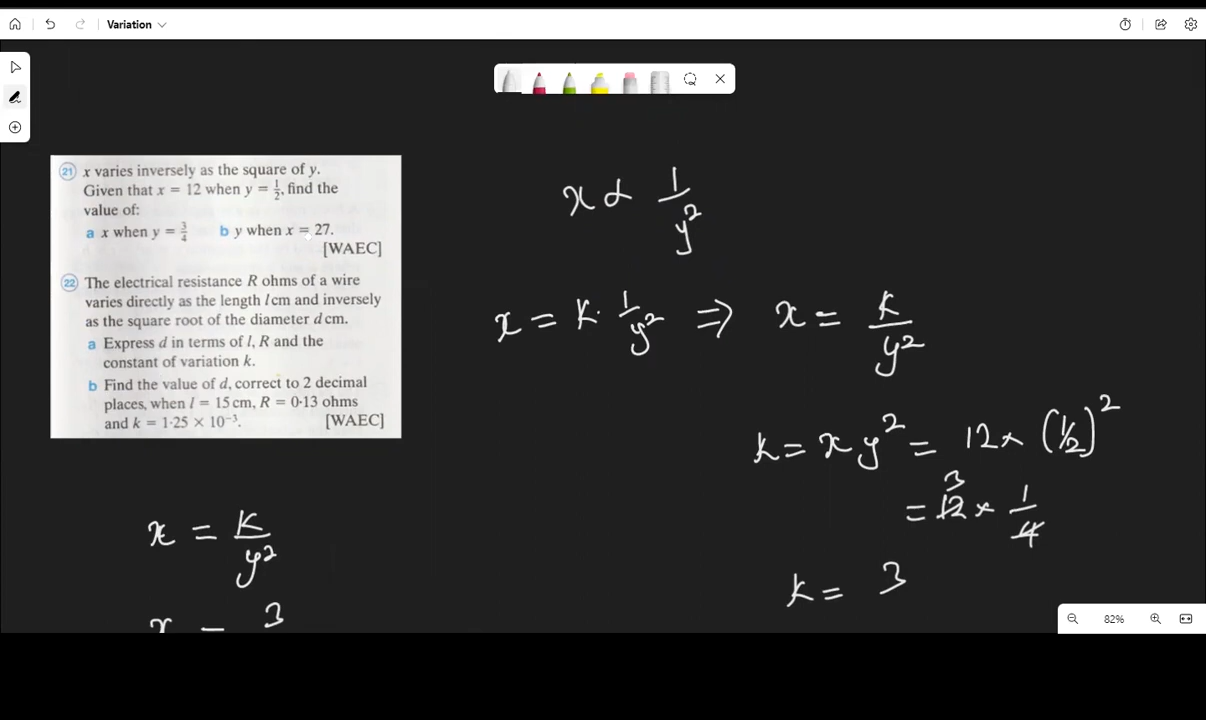 Variation
21 x varies inversely as the square of y.
Given that x = 12 when y = 1/2, find the
value of:
a x when y = 3/4 b y when x = 27.
[WAEC]
22 The electrical resistance R ohms of a wire
varies directly as the length l cm and inversely
as the square root of the diameter d cm.
a Express d in terms of l, R and the
constant of variation k.
b Find the value of d, correct to 2 decimal
places, when l = 15 cm, R = 0·13 ohms
and k = 1·25 × 10⁻³. [WAEC]
x ∝ 1/y²
x = k · 1/y² ⇒ x = k/y²
k = x y² = 12 × (1/2)²
3
= 12 × 1/4
k = 3
x = k/y²
x = 3
82%